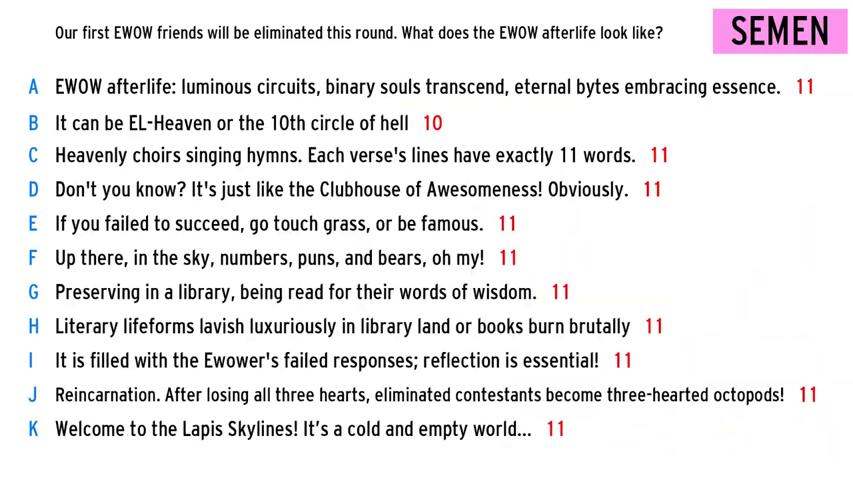 Our first EWOW friends will be eliminated this round. What does the EWOW afterlife look like?
SEMEN
A EWOW afterlife: luminous circuits, binary souls transcend, eternal bytes embracing essence. 11
B It can be EL-Heaven or the 10th circle of hell 10
C Heavenly choirs singing hymns. Each verse's lines have exactly 11 words. 11
D Don't you know? It's just like the Clubhouse of Awesomeness! Obviously. 11
E If you failed to succeed, go touch grass, or be famous. 11
F Up there, in the sky, numbers, puns, and bears, oh my! 11
G Preserving in a library, being read for their words of wisdom. 11
H Literary lifeforms lavish luxuriously in library land or books burn brutally 11
I It is filled with the Ewower's failed responses; reflection is essential! 11
J Reincarnation. After losing all three hearts, eliminated contestants become three-hearted octopods! 11
K Welcome to the Lapis Skylines! It’s a cold and empty world... 11